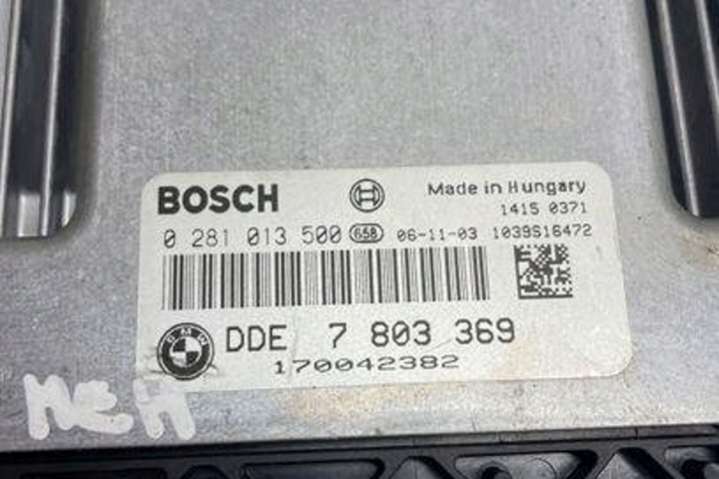 BOSCH
Made in Hungary
1415 0371
0 281 013 500 658 06-11-03 1039S16472
BMW DDE 7 803 369
170042382